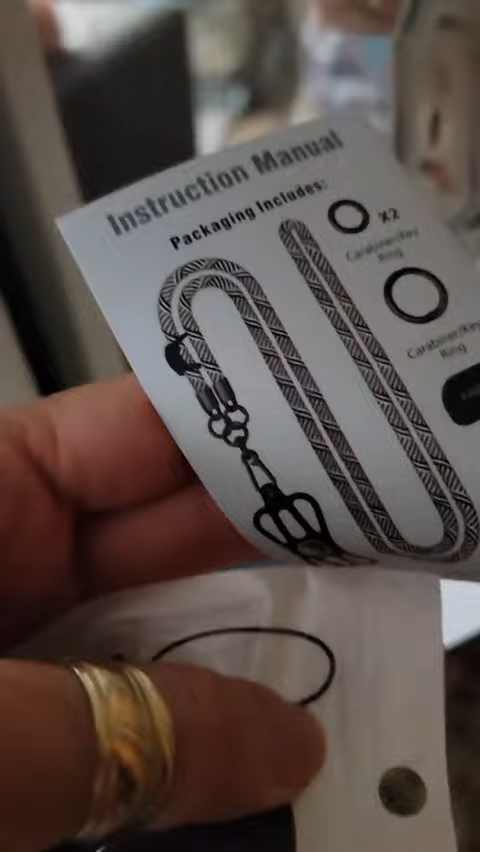 Instruction Manual
Packaging Includes:
X2
Carabiner/Key
Ring
Carabiner/Key
Ring